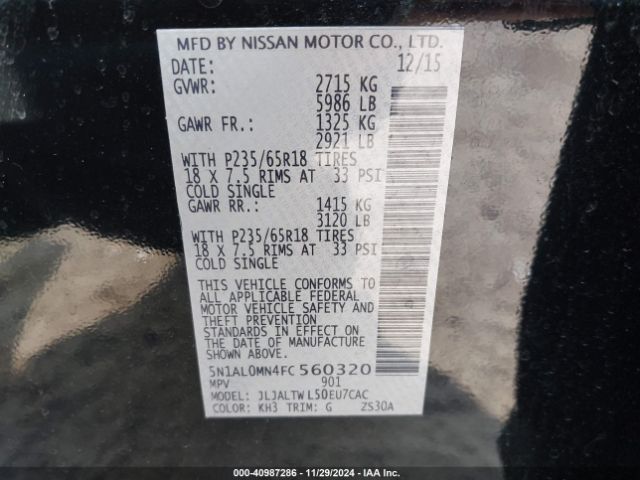 MFD BY NISSAN MOTOR CO., LTD.
DATE: 12/15
GVWR: 2715 KG
5986 LB
GAWR FR.: 1325 KG
2921 LB
WITH P235/65R18 TIRES
18 X 7.5 RIMS AT 33 PSI
COLD SINGLE
GAWR RR.: 1415 KG
3120 LB
WITH P235/65R18 TIRES
18 X 7.5 RIMS AT 33 PSI
COLD SINGLE
THIS VEHICLE CONFORMS TO
ALL APPLICABLE FEDERAL
MOTOR VEHICLE SAFETY AND
THEFT PREVENTION
STANDARDS IN EFFECT ON
THE DATE OF MANUFACTURE
SHOWN ABOVE.
5N1AL0MN4FC560320
MPV 901
MODEL: JLJALTW L50EU7CAC
COLOR: KH3 TRIM: G ZS30A
000-40987286 - 11/29/2024 - IAA Inc.